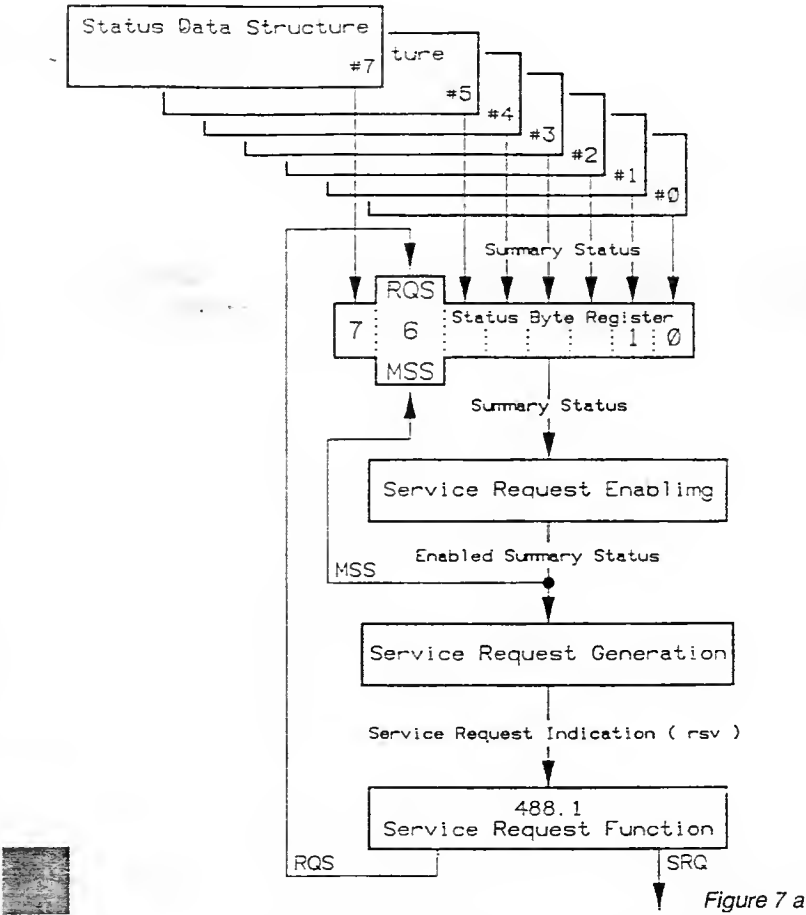 Status Data Structure
#7
ture
#5
#4
#3
#2
#1
#Ø
Summary Status
RQS
Status Byte Register
7 6 1 Ø
MSS
Summary Status
Service Request Enablimg
Enabled Summary Status
MSS
Service Request Generation
Service Request Indication ( rsv )
488.1
Service Request Function
RQS
SRQ
Figure 7 a